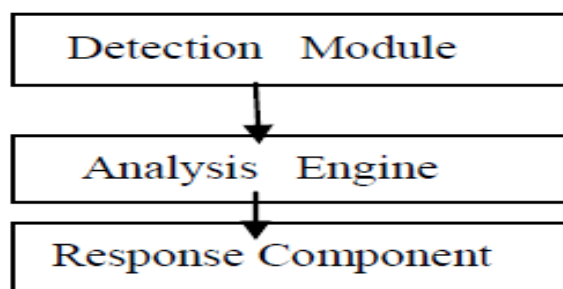 Detection Module
Analysis Engine
Response Component